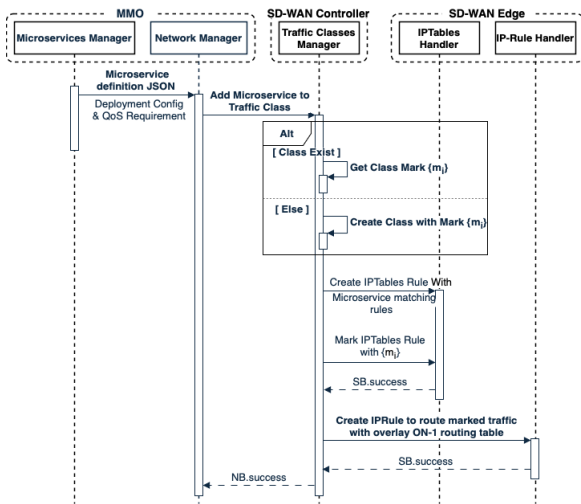 MMO
SD-WAN Controller
SD-WAN Edge
Microservices Manager
Network Manager
Traffic Classes
Manager
IPTables
Handler
IP-Rule Handler
Microservice
definition JSON
Deployment Config
& QoS Requirement
Add Microservice to
Traffic Class
Alt
[ Class Exist ]
Get Class Mark {mi}
[ Else ]
Create Class with Mark {mi}
Create IPTables Rule With
Microservice matching
rules
Mark IPTables Rule
with {mi}
SB.success
Create IPRule to route marked traffic
with overlay ON-1 routing table
SB.success
NB.success